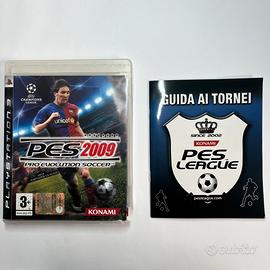 PLAYSTATION 3
UEFA
CHAMPIONS
LEAGUE
PES 2009
PRO EVOLUTION SOCCER
3+
KONAMI
GUIDA AI TORNEI
SINCE 2002
KONAMI
PES
LEAGUE
pesleague.com
subito